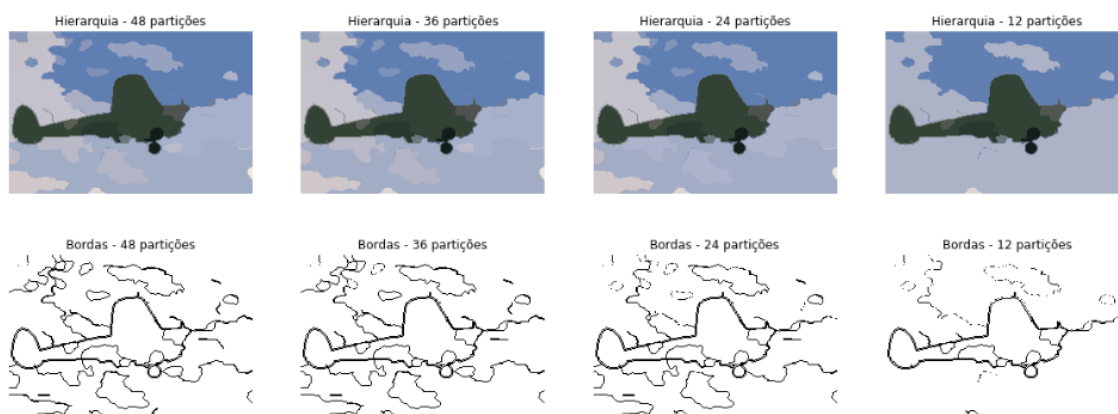 Hierarquia - 48 partições
Hierarquia - 36 partições
Hierarquia - 24 partições
Hierarquia - 12 partições
Bordas - 48 partições
Bordas - 36 partições
Bordas - 24 partições
Bordas - 12 partições